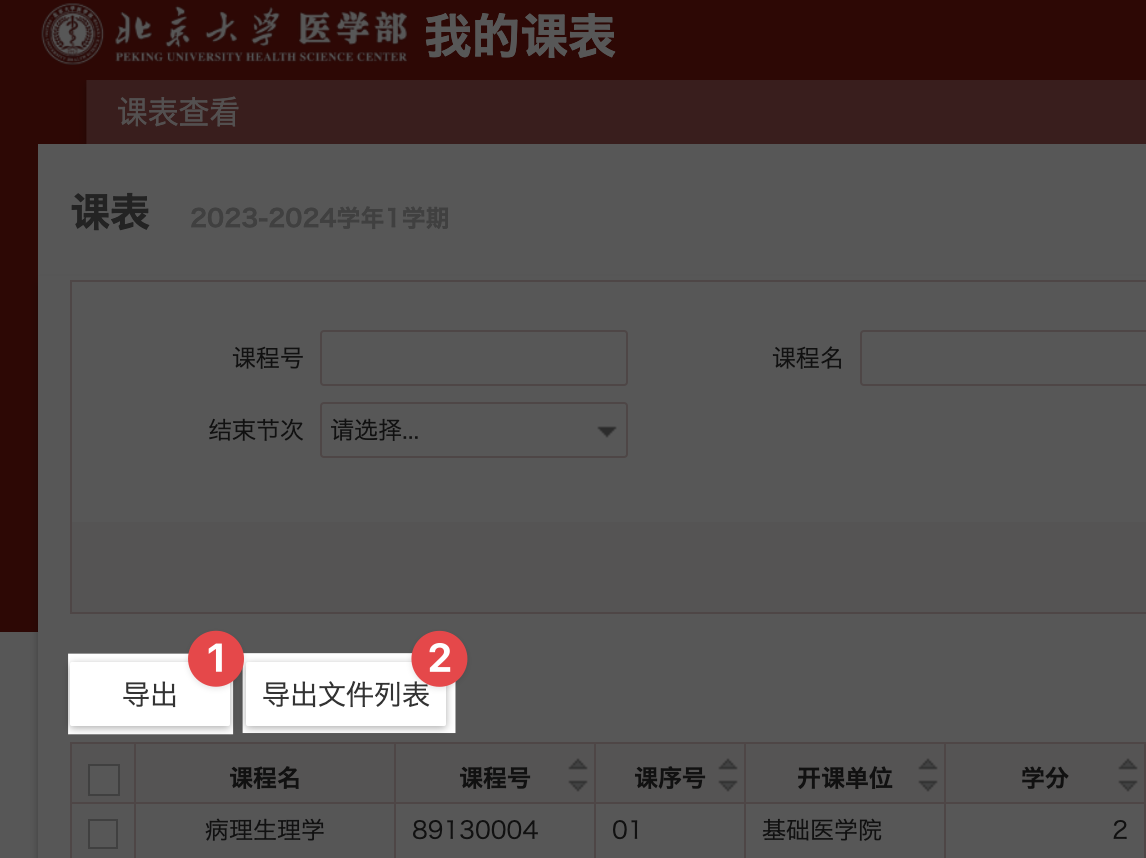 北京大学医学部 我的课表
PEKING UNIVERSITY HEALTH SCIENCE CENTER
课表查看
课表 2023-2024学年1学期
课程号 课程名
结束节次 请选择...
1 2
导出 导出文件列表
课程名 课程号 课序号 开课单位 学分
病理生理学 89130004 01 基础医学院 2